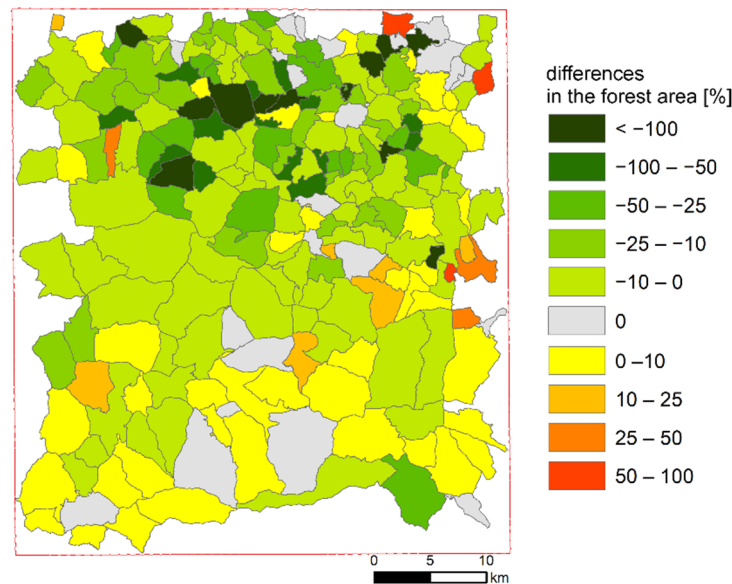 differences
in the forest area [%]
< −100
−100 – −50
−50 – −25
−25 – −10
−10 – 0
0
0 –10
10 – 25
25 – 50
50 – 100
0 5 10
km